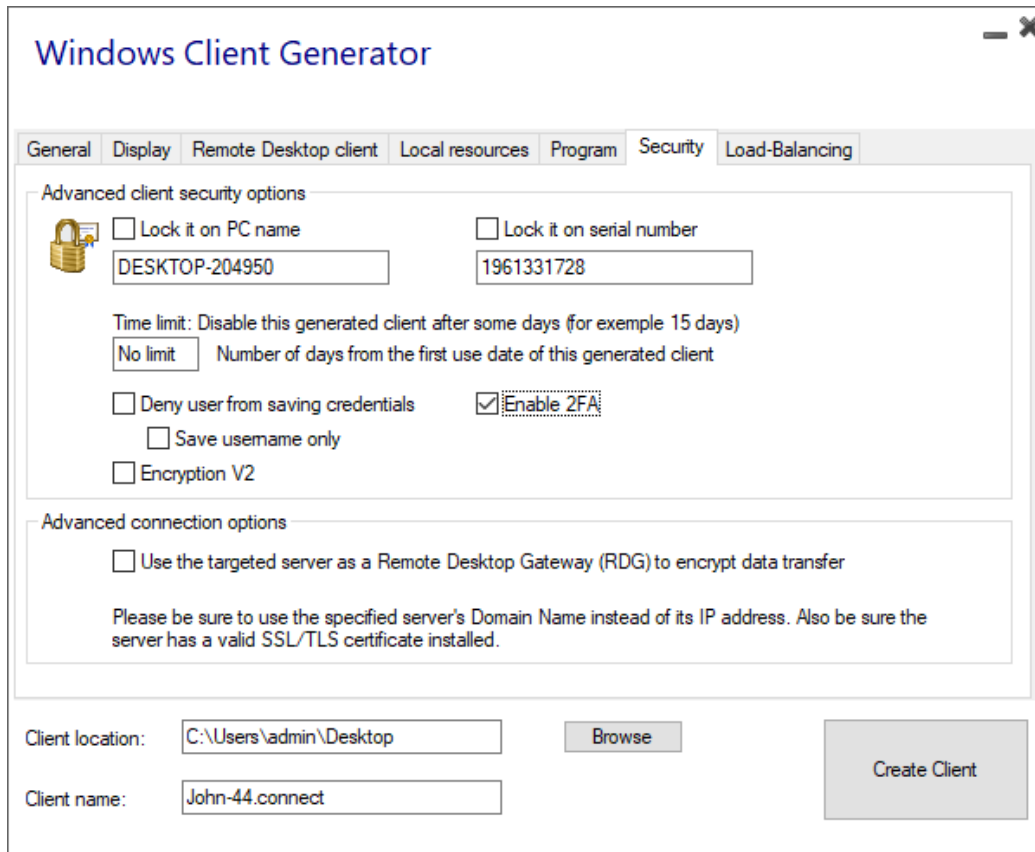 Windows Client Generator
General Display Remote Desktop client Local resources Program Security Load-Balancing
Advanced client security options
Lock it on PC name Lock it on serial number
DESKTOP-204950 1961331728
Time limit: Disable this generated client after some days (for exemple 15 days)
No limit Number of days from the first use date of this generated client
Deny user from saving credentials Enable 2FA
Save username only
Encryption V2
Advanced connection options
Use the targeted server as a Remote Desktop Gateway (RDG) to encrypt data transfer
Please be sure to use the specified server's Domain Name instead of its IP address. Also be sure the
server has a valid SSL/TLS certificate installed.
Client location: C:\Users\admin\Desktop Browse
Create Client
Client name: John-44.connect